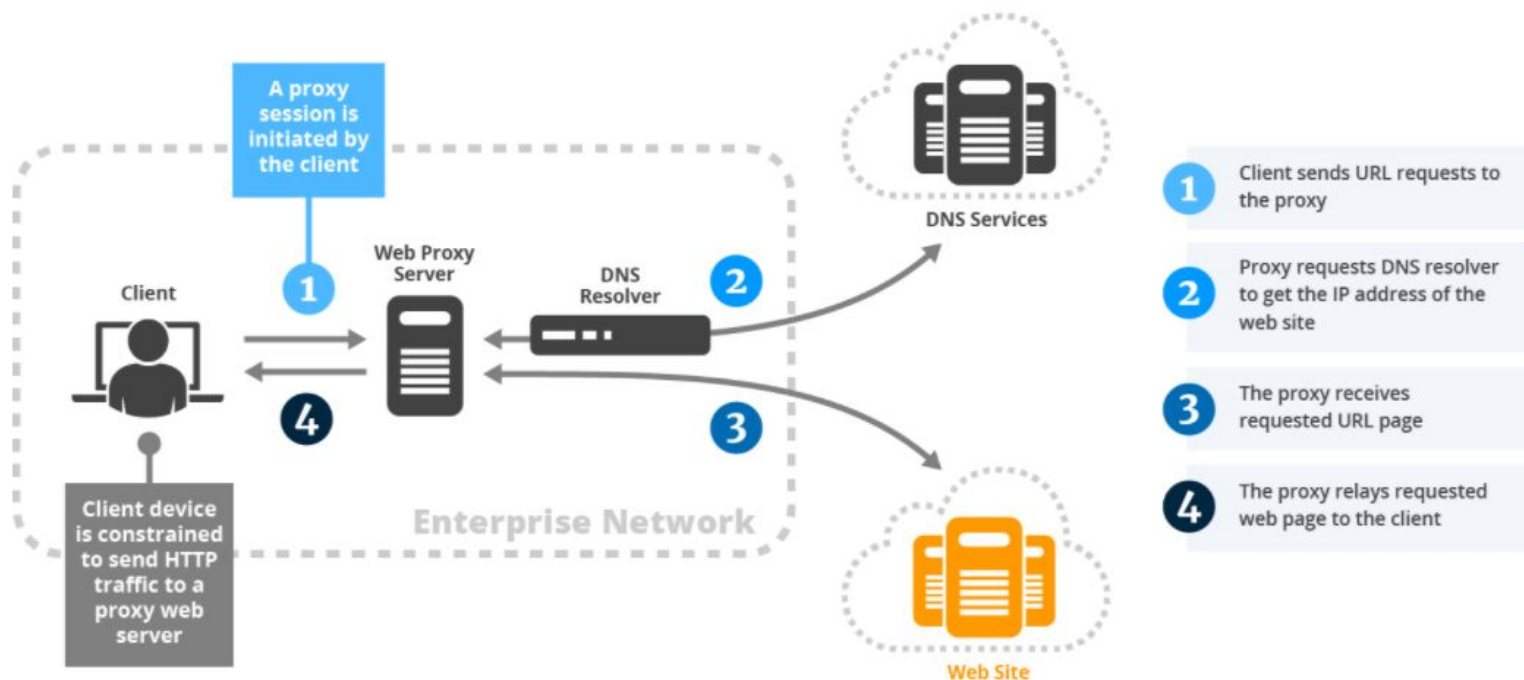 A proxy
session is
initiated by
the client
Client
1
Web Proxy
Server
DNS
Resolver
2
DNS Services
4
3
Client device
is constrained
to send HTTP
traffic to a
proxy web
server
Enterprise Network
Web Site
1
Client sends URL requests to
the proxy
2
Proxy requests DNS resolver
to get the IP address of the
web site
3
The proxy receives
requested URL page
4
The proxy relays requested
web page to the client